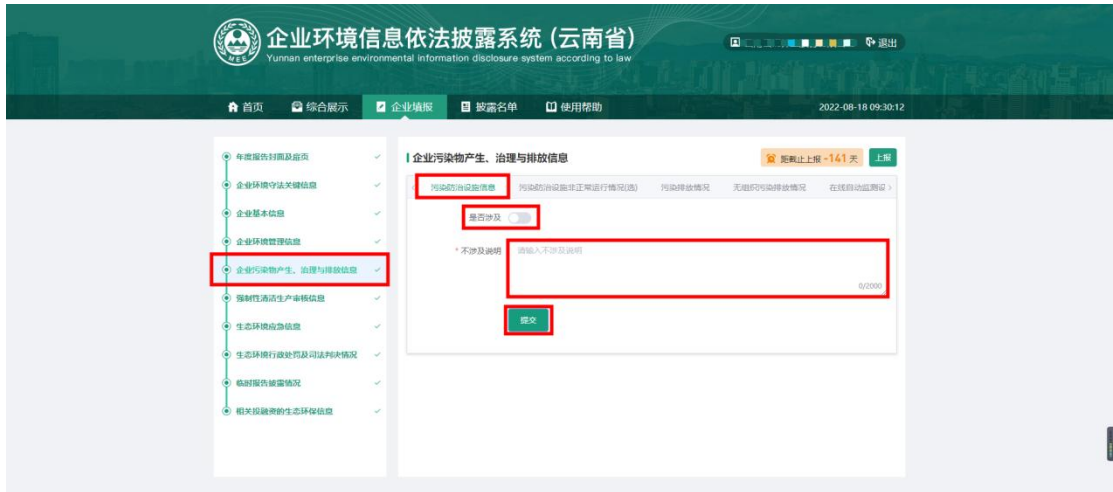 企业环境信息依法披露系统 (云南省)
Yunnan enterprise environmental information disclosure system according to law
MEE
退出
首页 综合展示 企业填报 披露名单 使用帮助 2022-08-18 09:30:12
年度报告封面及扉页
企业环境守法关键信息
企业基本信息
企业环境管理信息
企业污染物产生、治理与排放信息
强制性清洁生产审核信息
生态环境应急信息
生态环境行政处罚及司法判决情况
临时报告披露情况
相关投融资的生态环保信息
企业污染物产生、治理与排放信息 距截止上报 -141 天 上报
污染防治设施信息 污染防治设施非正常运行情况(选) 污染排放情况 无组织污染排放情况 在线自动监测设
是否涉及
* 不涉及说明 请输入不涉及说明
0/2000
提交